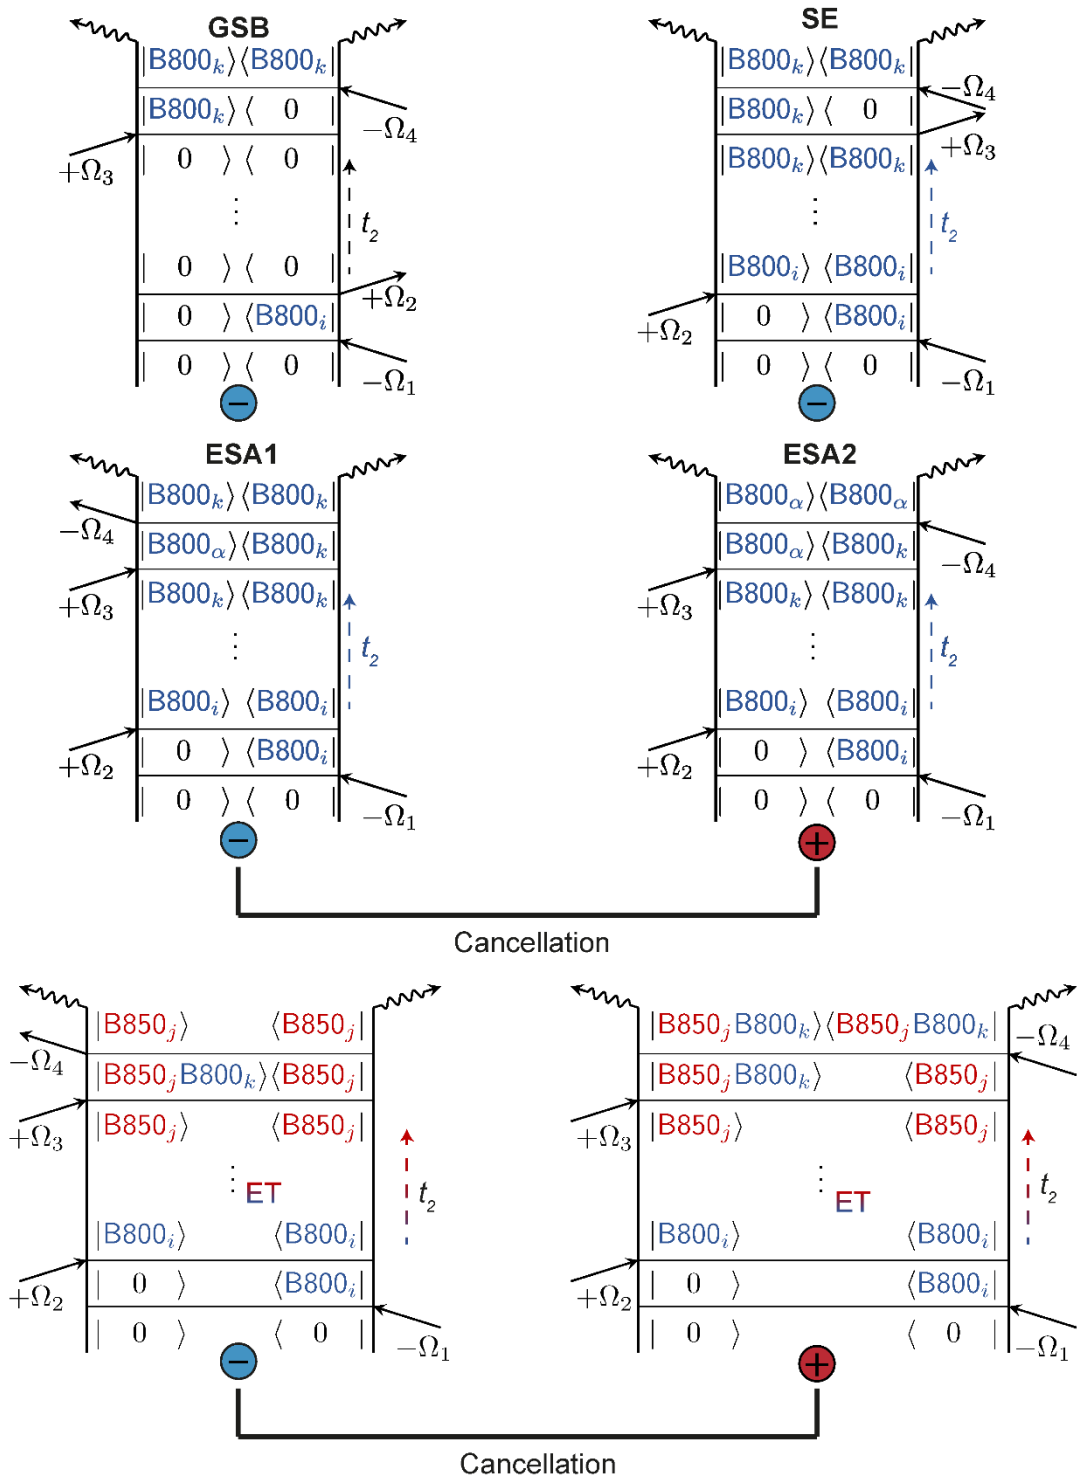 GSB
|B800k⟩⟨B800k|
|B800k⟩⟨ 0 |
−Ω4
+Ω3
| 0 ⟩⟨ 0 |
⋮
t2
| 0 ⟩⟨ 0 |
+Ω2
| 0 ⟩⟨B800i|
| 0 ⟩⟨ 0 |
−Ω1
−
SE
|B800k⟩⟨B800k|
−Ω4
|B800k⟩⟨ 0 |
+Ω3
|B800k⟩⟨B800k|
⋮
t2
|B800i⟩⟨B800i|
+Ω2
| 0 ⟩⟨B800i|
| 0 ⟩⟨ 0 |
−Ω1
−
ESA1
|B800k⟩⟨B800k|
−Ω4
|B800α⟩⟨B800k|
+Ω3
|B800k⟩⟨B800k|
⋮
t2
|B800i⟩⟨B800i|
+Ω2
| 0 ⟩⟨B800i|
| 0 ⟩⟨ 0 |
−Ω1
−
ESA2
|B800α⟩⟨B800α|
|B800α⟩⟨B800k|
−Ω4
+Ω3
|B800k⟩⟨B800k|
⋮
t2
|B800i⟩⟨B800i|
+Ω2
| 0 ⟩⟨B800i|
| 0 ⟩⟨ 0 |
−Ω1
+
Cancellation
|B850j⟩ ⟨B850j|
−Ω4
|B850jB800k⟩⟨B850j|
+Ω3
|B850j⟩ ⟨B850j|
⋮
ET
t2
|B800i⟩ ⟨B800i|
+Ω2
| 0 ⟩ ⟨B800i|
| 0 ⟩ ⟨ 0 |
−Ω1
−
|B850jB800k⟩⟨B850jB800k|
−Ω4
|B850jB800k⟩ ⟨B850j|
+Ω3
|B850j⟩ ⟨B850j|
⋮
ET
t2
|B800i⟩ ⟨B800i|
+Ω2
| 0 ⟩ ⟨B800i|
| 0 ⟩ ⟨ 0 |
−Ω1
+
Cancellation